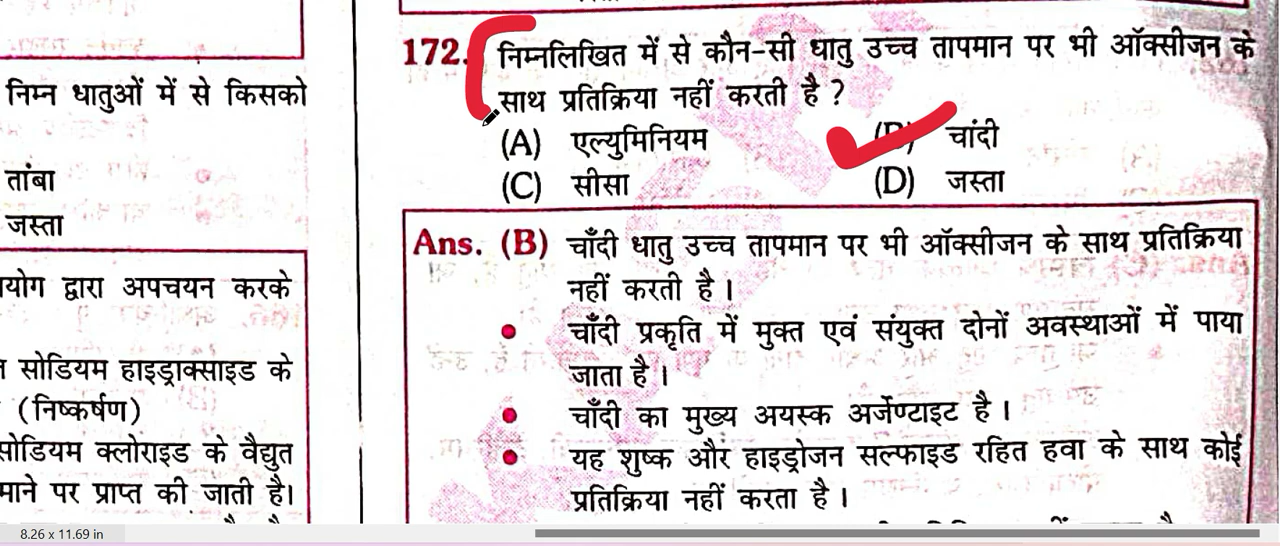 निम्न धातुओं में से किसको
तांबा
जस्ता
योग द्वारा अपचयन करके
सोडियम हाइड्राक्साइड के
(निष्कर्षण)
सोडियम क्लोराइड के वैद्युत
माने पर प्राप्त की जाती है।
172. निम्नलिखित में से कौन-सी धातु उच्च तापमान पर भी ऑक्सीजन के
साथ प्रतिक्रिया नहीं करती है ?
(A) एल्युमिनियम (B) चांदी
(C) सीसा (D) जस्ता
Ans. (B) चाँदी धातु उच्च तापमान पर भी ऑक्सीजन के साथ प्रतिक्रिया
नहीं करती है ।
• चाँदी प्रकृति में मुक्त एवं संयुक्त दोनों अवस्थाओं में पाया
जाता है ।
• चाँदी का मुख्य अयस्क अर्जेण्टाइट है ।
• यह शुष्क और हाइड्रोजन सल्फाइड रहित हवा के साथ कोई
प्रतिक्रिया नहीं करता है ।
8.26 x 11.69 in